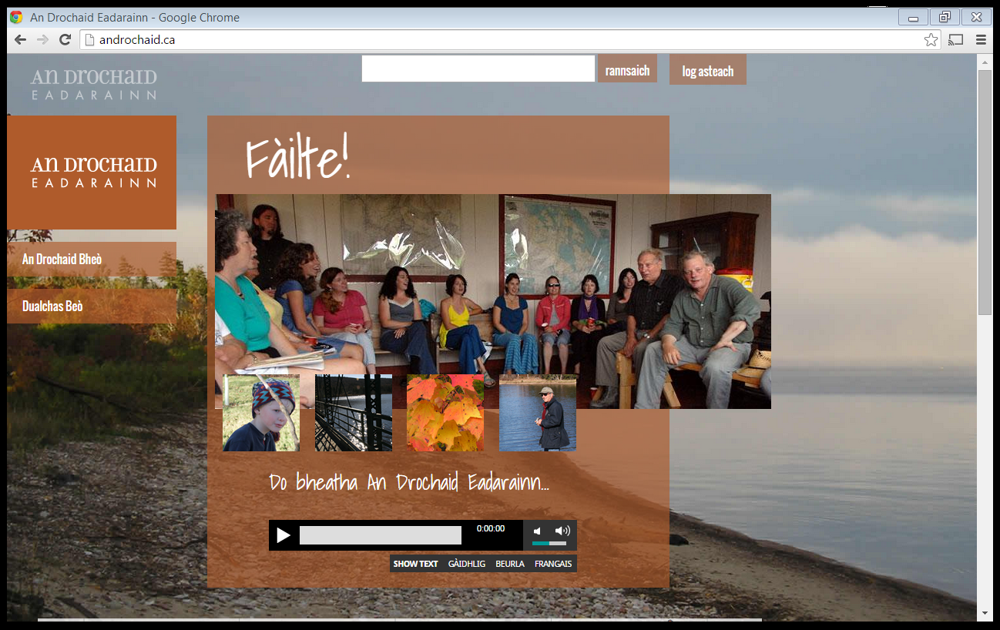 An Drochaid Eadarainn - Google Chrome
androchaid.ca
An Drochaid
EADARAINN
rannsaich
log asteach
An Drochaid
EADARAINN
Fàilte!
An Drochaid Bheò
Dualchas Beò
Do bheatha An Drochaid Eadarainn...
0:00:00
SHOW TEXT GÀIDHLIG BEURLA FRANGAIS